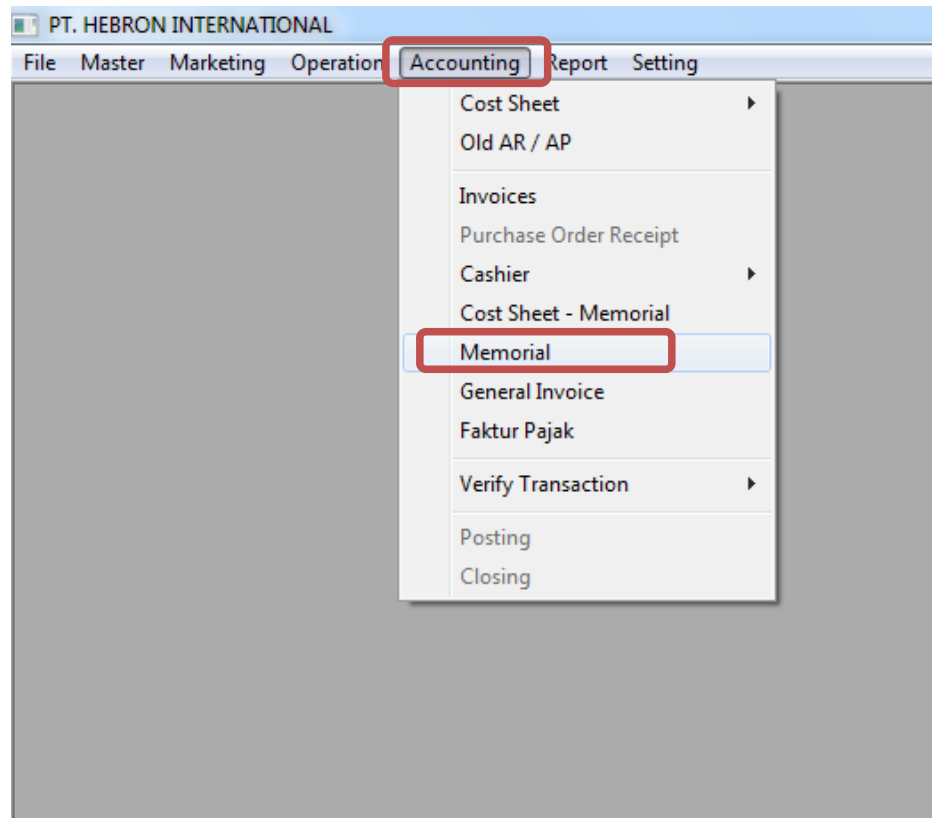 PT. HEBRON INTERNATIONAL
File Master Marketing Operation Accounting Report Setting
Cost Sheet
Old AR / AP
Invoices
Purchase Order Receipt
Cashier
Cost Sheet - Memorial
Memorial
General Invoice
Faktur Pajak
Verify Transaction
Posting
Closing